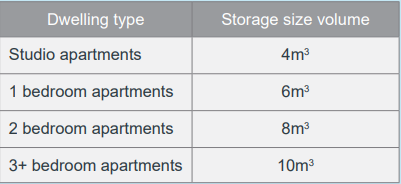 Dwelling type Storage size volume
Studio apartments 4m³
1 bedroom apartments 6m³
2 bedroom apartments 8m³
3+ bedroom apartments 10m³